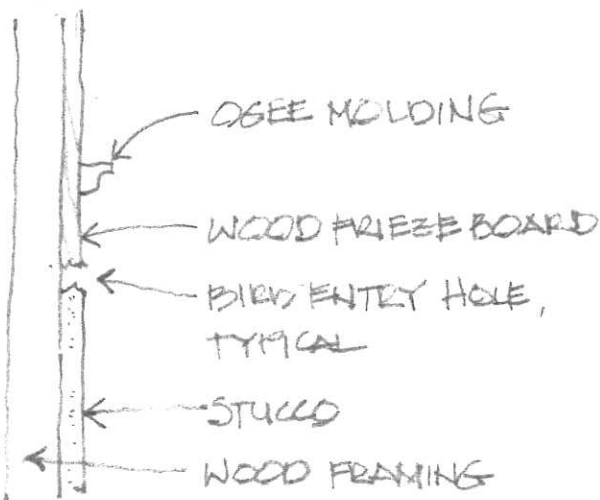 OGEE MOLDING
WOOD FRIEZE BOARD
BIRD ENTRY HOLE,
TYPICAL
STUCCO
WOOD FRAMING